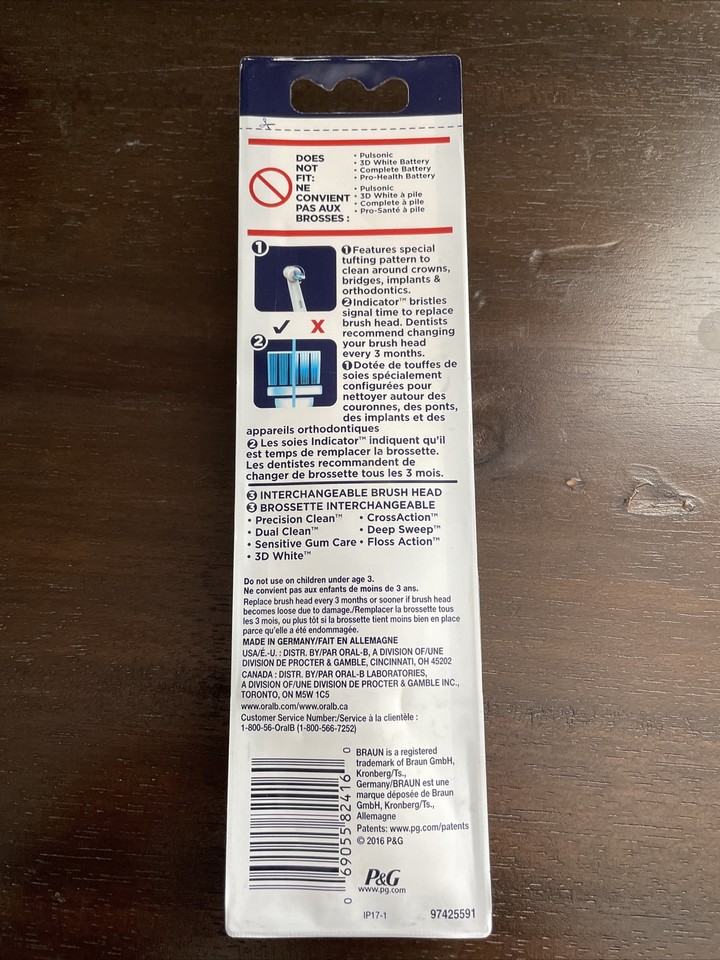 DOES
NOT
FIT:
• Pulsonic
• 3D White Battery
• Complete Battery
• Pro-Health Battery
NE
CONVIENT
PAS AUX
BROSSES :
• Pulsonic
• 3D White à pile
• Complete à pile
• Pro-Santé à pile
1
2
1 Features special
tufting pattern to
clean around crowns,
bridges, implants &
orthodontics.
2 Indicator™ bristles
signal time to replace
brush head. Dentists
recommend changing
your brush head
every 3 months.
1 Dotée de touffes de
soies spécialement
configurées pour
nettoyer autour des
couronnes, des ponts,
des implants et des
appareils orthodontiques
2 Les soies Indicator™ indiquent qu'il
est temps de remplacer la brossette.
Les dentistes recommandent de
changer de brossette tous les 3 mois.
3 INTERCHANGEABLE BRUSH HEAD
3 BROSSETTE INTERCHANGEABLE
• Precision Clean™ • CrossAction™
• Dual Clean™ • Deep Sweep™
• Sensitive Gum Care • Floss Action™
• 3D White™
Do not use on children under age 3.
Ne convient pas aux enfants de moins de 3 ans.
Replace brush head every 3 months or sooner if brush head
becomes loose due to damage./Remplacer la brossette tous
les 3 mois, ou plus tôt si la brossette tient moins bien en place
parce qu'elle a été endommagée.
MADE IN GERMANY/FAIT EN ALLEMAGNE
USA/É.-U. : DISTR. BY/PAR ORAL-B, A DIVISION OF/UNE
DIVISION DE PROCTER & GAMBLE, CINCINNATI, OH 45202
CANADA : DISTR. BY/PAR ORAL-B LABORATORIES,
A DIVISION OF/UNE DIVISION DE PROCTER & GAMBLE INC.,
TORONTO, ON M5W 1C5
www.oralb.com/www.oralb.ca
Customer Service Number/Service à la clientèle :
1-800-56-OralB (1-800-566-7252)
0 69055 82416 0
BRAUN is a registered
trademark of Braun GmbH,
Kronberg/Ts.,
Germany/BRAUN est une
marque déposée de Braun
GmbH, Kronberg/Ts.,
Allemagne
Patents: www.pg.com/patents
© 2016 P&G
P&G
www.pg.com
IP17-1
97425591